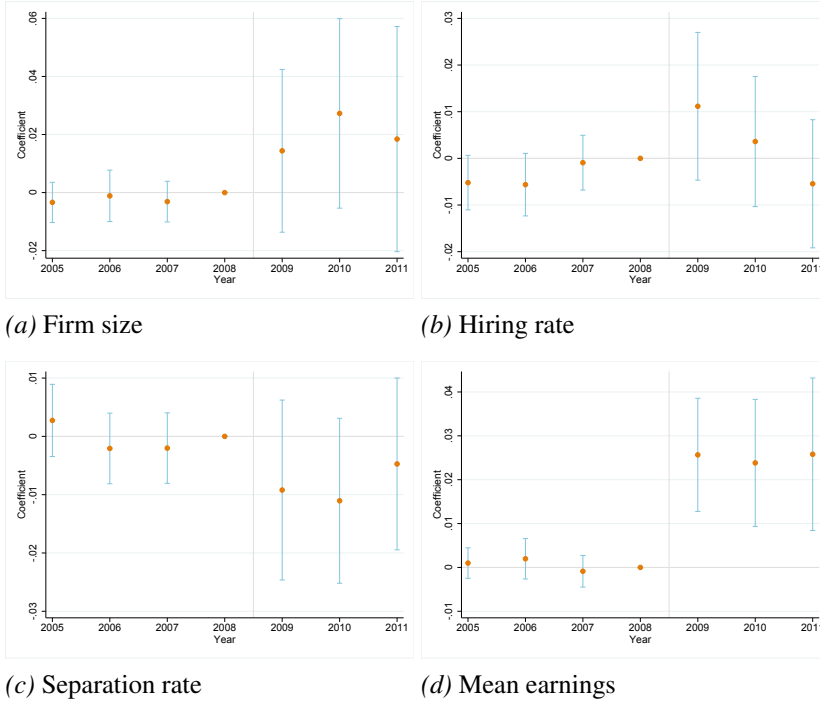 .06
.04
.02
0
-.02
Coefficient
2005 2006 2007 2008 2009 2010 2011
Year
(a) Firm size
.03
.02
.01
0
-.01
-.02
Coefficient
2005 2006 2007 2008 2009 2010 2011
Year
(b) Hiring rate
.01
0
-.01
-.02
-.03
Coefficient
2005 2006 2007 2008 2009 2010 2011
Year
(c) Separation rate
.04
.03
.02
.01
0
-.01
Coefficient
2005 2006 2007 2008 2009 2010 2011
Year
(d) Mean earnings